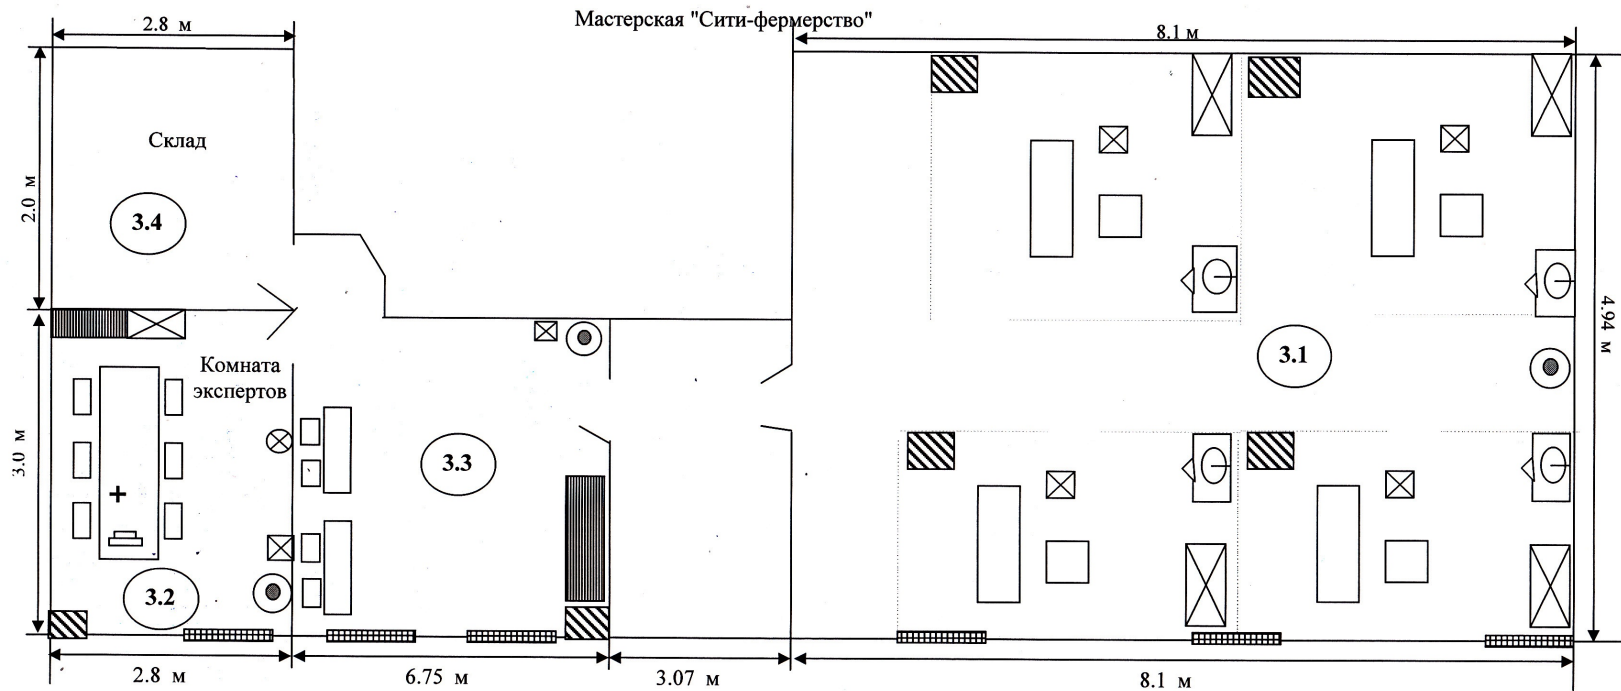 Мастерская "Сити-фермерство"
2.8 м
8.1 м
Склад
2.0 м
3.4
4.94 м
3.1
Комната
экспертов
3.0 м
3.3
3.2
2.8 м
6.75 м
3.07 м
8.1 м